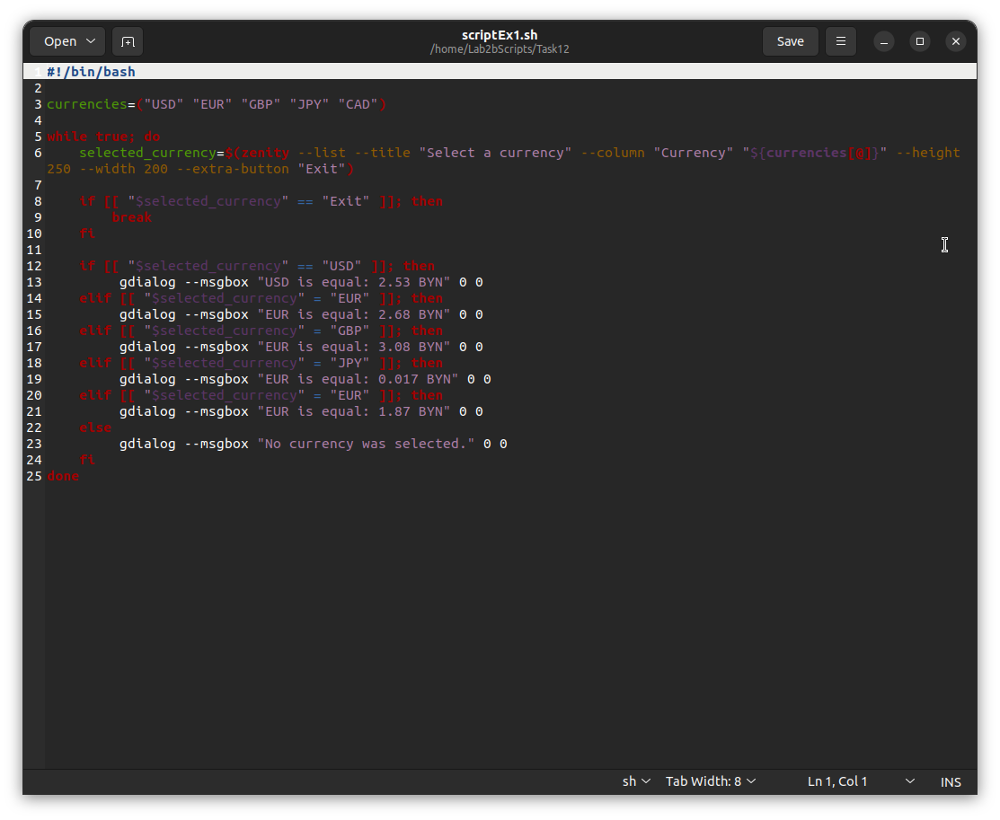 Open
scriptEx1.sh
/home/Lab2bScripts/Task12
Save
1 #!/bin/bash
2
3 currencies=("USD" "EUR" "GBP" "JPY" "CAD")
4
5 while true; do
6     selected_currency=$(zenity --list --title "Select a currency" --column "Currency" "${currencies[@]}" --height
250 --width 200 --extra-button "Exit")
7
8     if [[ "$selected_currency" == "Exit" ]]; then
9         break
10     fi
11
12     if [[ "$selected_currency" == "USD" ]]; then
13          gdialog --msgbox "USD is equal: 2.53 BYN" 0 0
14     elif [[ "$selected_currency" = "EUR" ]]; then
15          gdialog --msgbox "EUR is equal: 2.68 BYN" 0 0
16     elif [[ "$selected_currency" = "GBP" ]]; then
17          gdialog --msgbox "EUR is equal: 3.08 BYN" 0 0
18     elif [[ "$selected_currency" = "JPY" ]]; then
19          gdialog --msgbox "EUR is equal: 0.017 BYN" 0 0
20     elif [[ "$selected_currency" = "EUR" ]]; then
21          gdialog --msgbox "EUR is equal: 1.87 BYN" 0 0
22     else
23          gdialog --msgbox "No currency was selected." 0 0
24     fi
25 done
sh Tab Width: 8 Ln 1, Col 1 INS